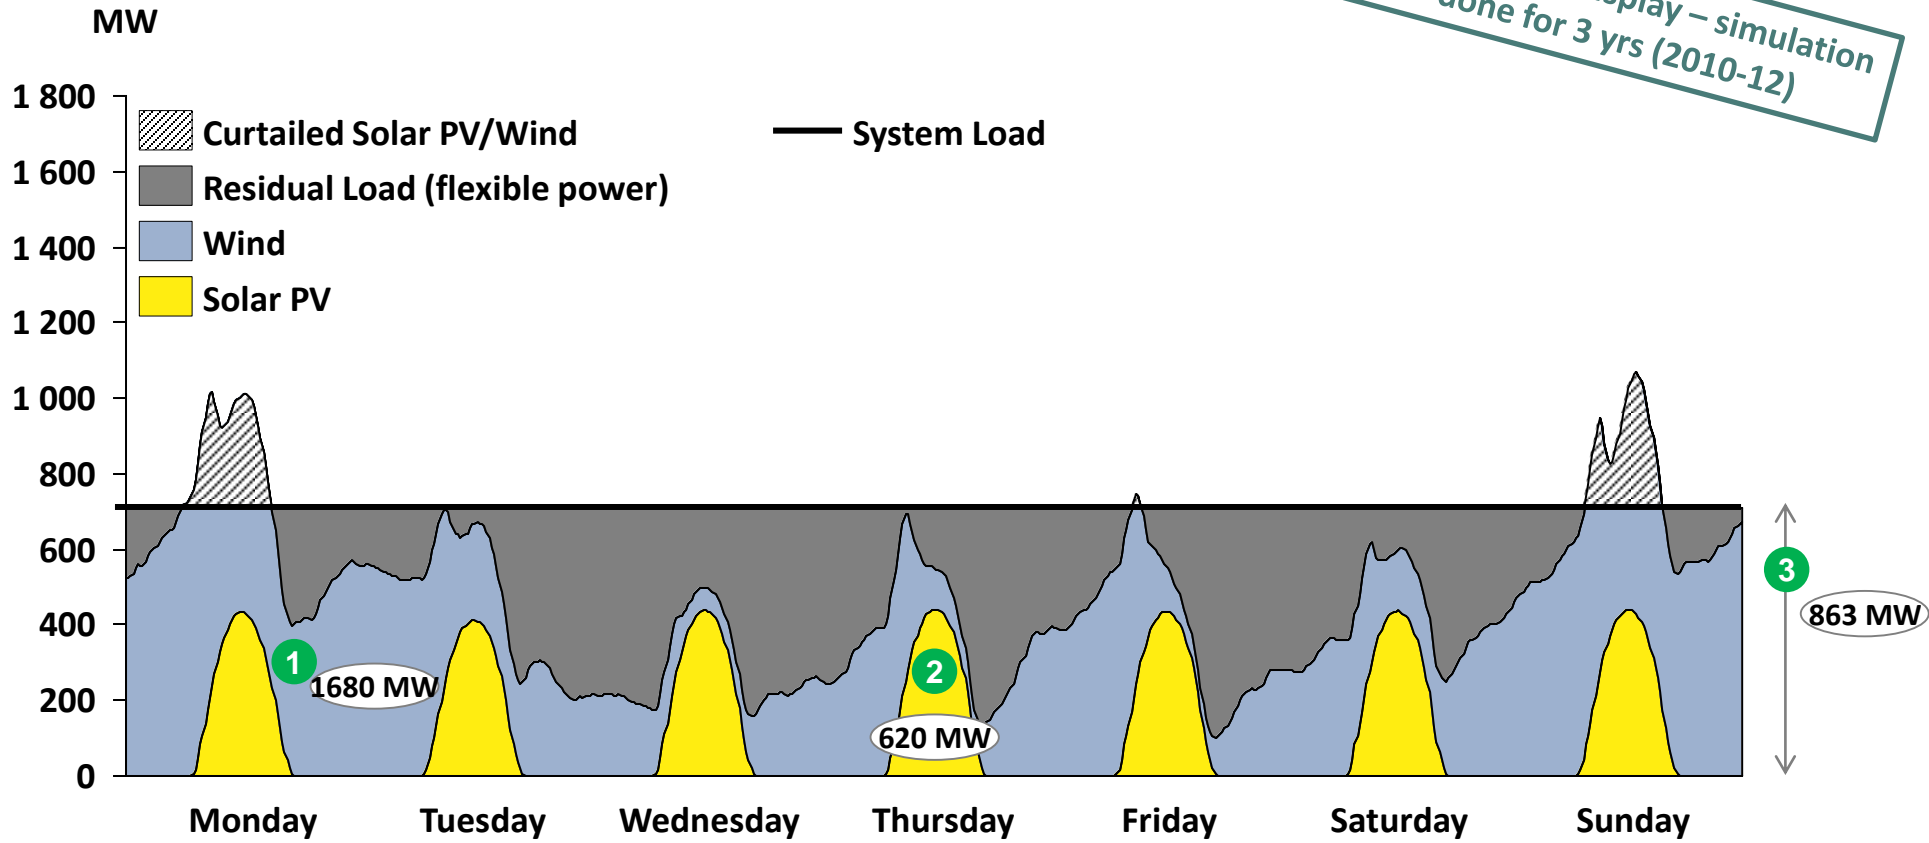 MW
display – simulation
done for 3 yrs (2010-12)
1 800
1 600
1 400
1 200
1 000
800
600
400
200
0
Curtailed Solar PV/Wind
System Load
Residual Load (flexible power)
Wind
Solar PV
1
1680 MW
2
620 MW
3
863 MW
Monday Tuesday Wednesday Thursday Friday Saturday Sunday